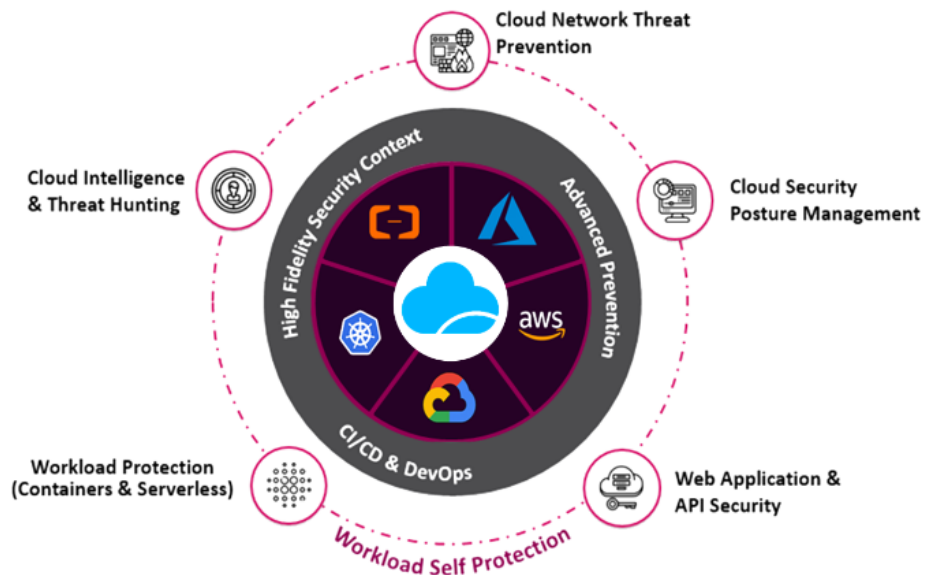 Cloud Network Threat
Prevention
Cloud Intelligence
& Threat Hunting
Cloud Security
Posture Management
High Fidelity Security Context
Advanced Prevention
aws
CI/CD & DevOps
Workload Protection
(Containers & Serverless)
Web Application &
API Security
Workload Self Protection